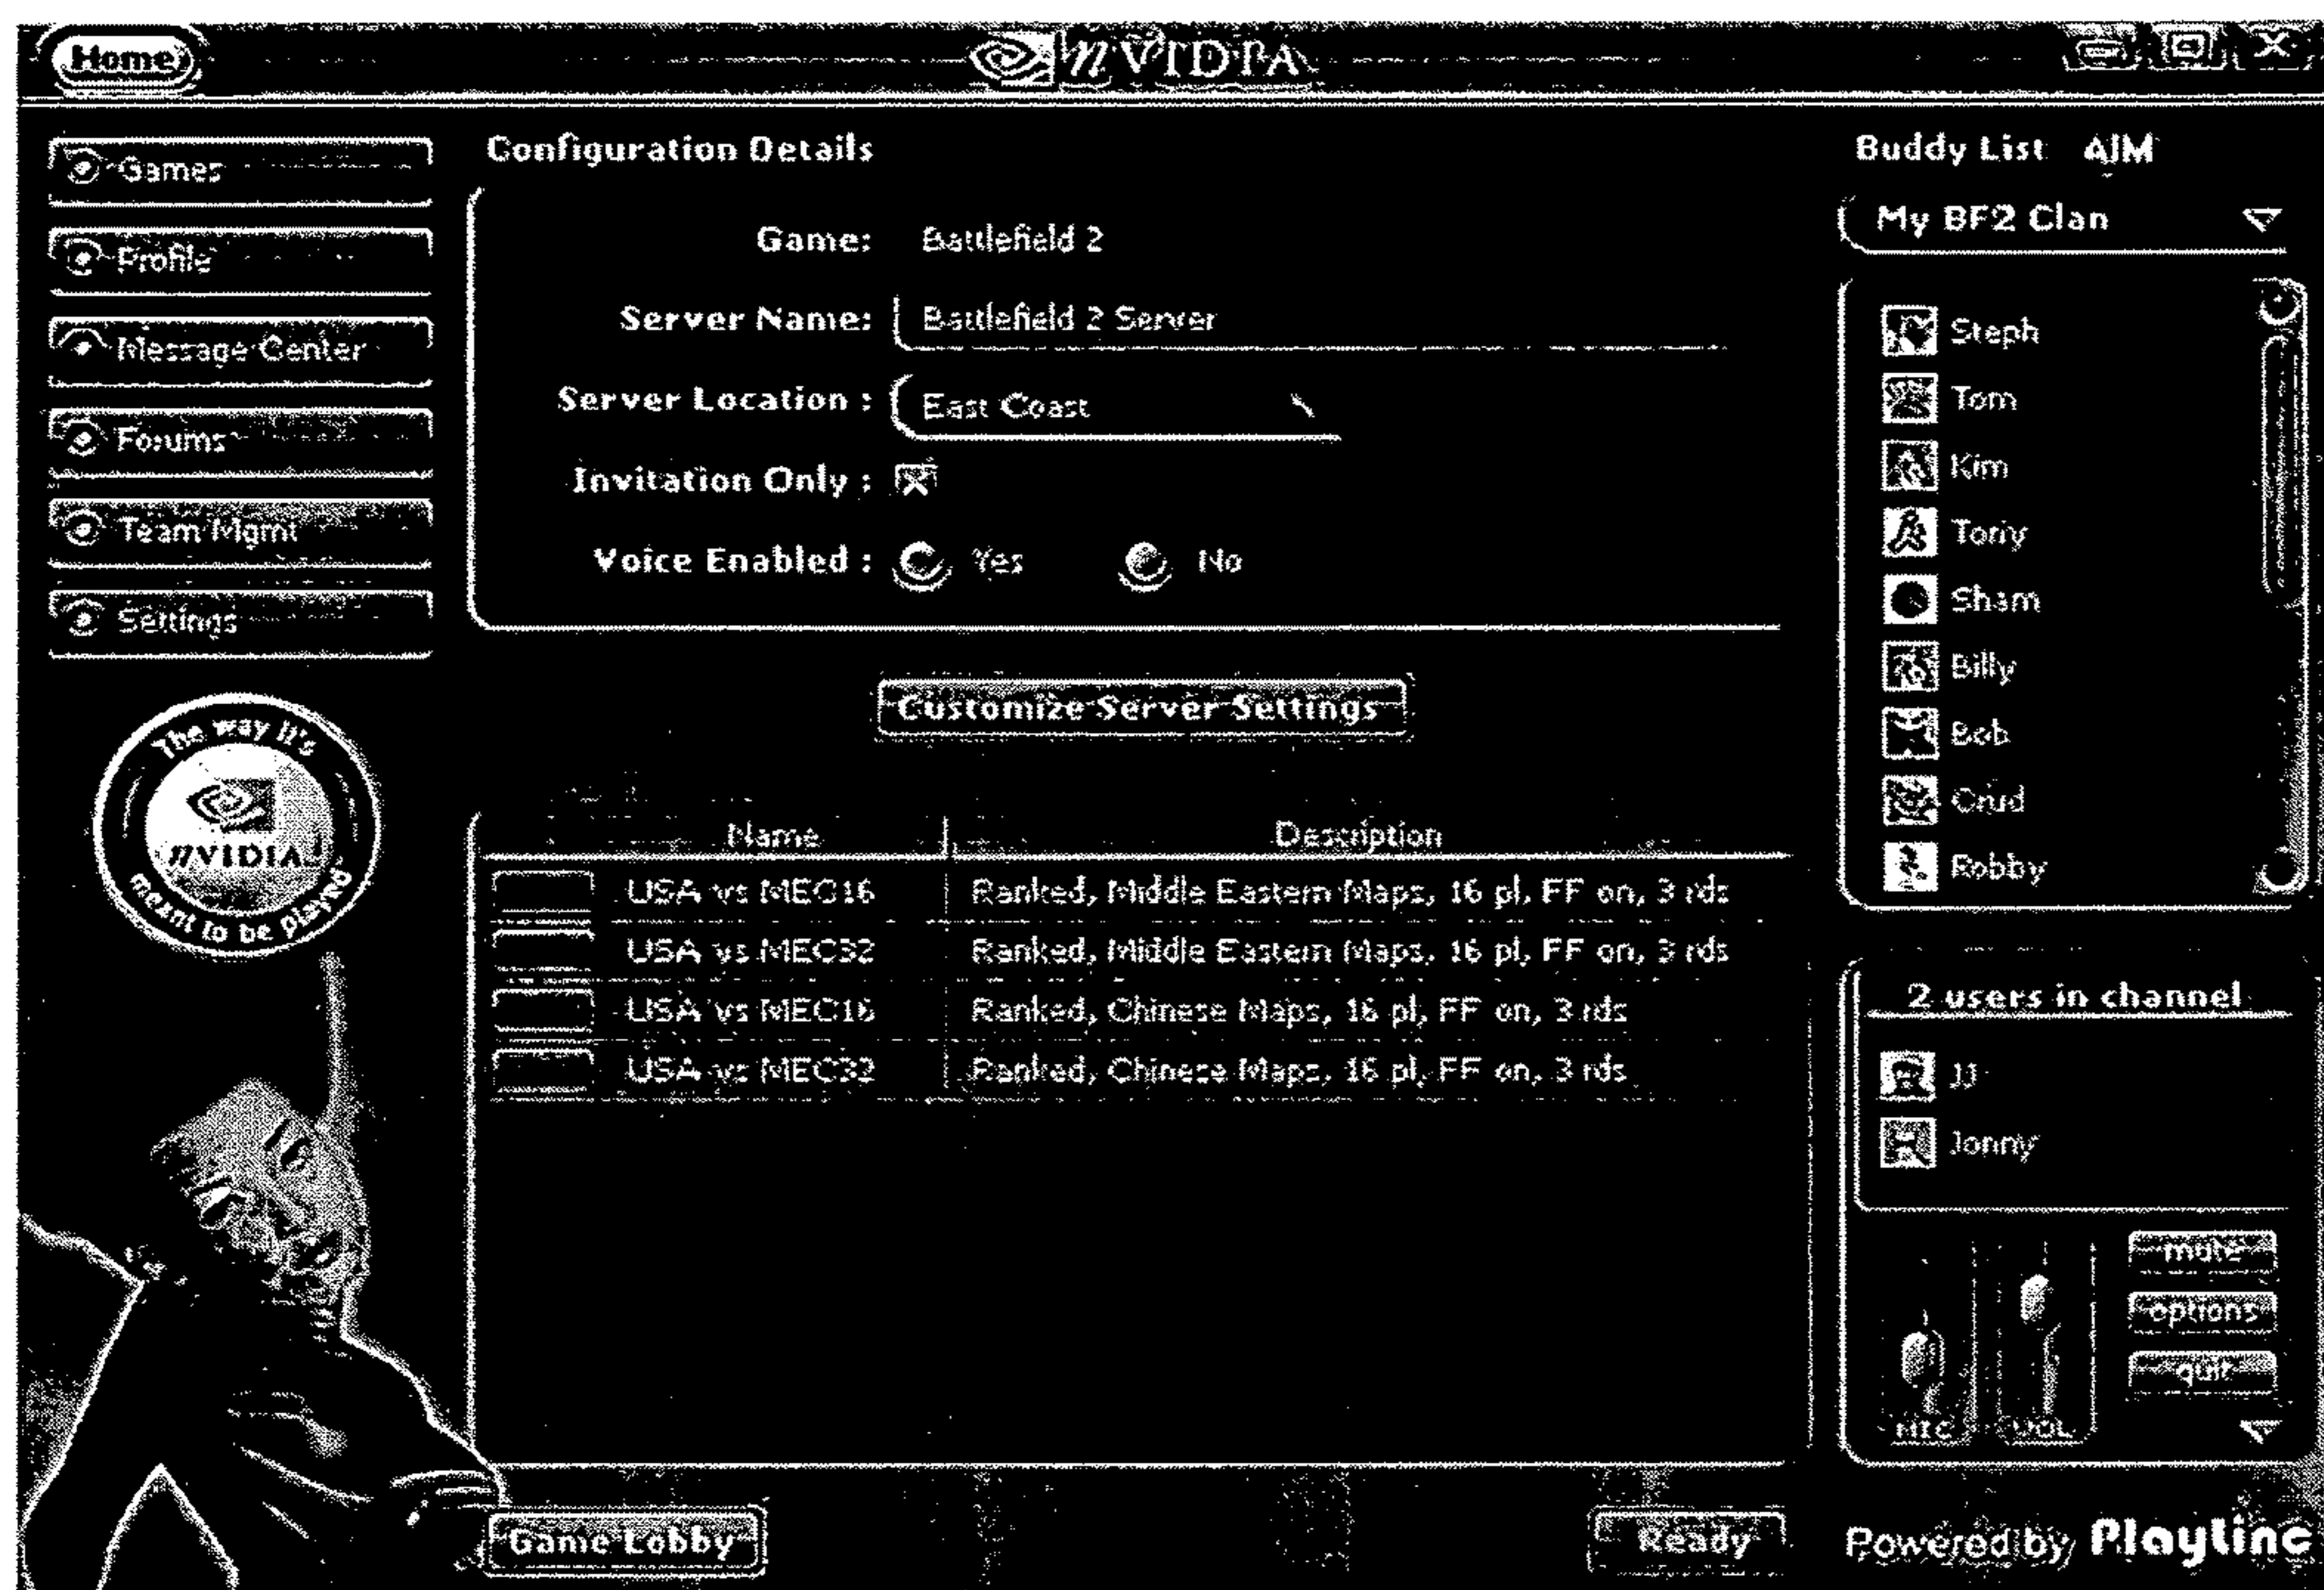 Home
nVIDIA
Games
Profile
Message Center
Forums
Team Mgmt
Settings
The way it's
nVIDIA
meant to be played
Configuration Details
Game: Battlefield 2
Server Name: Battlefield 2 Server
Server Location : East Coast
Invitation Only :
Voice Enabled : Yes No
Customize Server Settings
Name Description
USA vs MEC16 Ranked, Middle Eastern Maps, 16 pl, FF on, 3 rds
USA vs MEC32 Ranked, Middle Eastern Maps, 16 pl, FF on, 3 rds
USA vs MEC16 Ranked, Chinese Maps, 16 pl, FF on, 3 rds
USA vs MEC32 Ranked, Chinese Maps, 16 pl, FF on, 3 rds
Game Lobby
Ready
Buddy List AIM
My BF2 Clan
Steph
Tom
Kim
Tony
Sham
Billy
Bob
Robby
2 users in channel
JJ
Jonny
mute
options
quit
MIC VOL
Powered by Playlinc